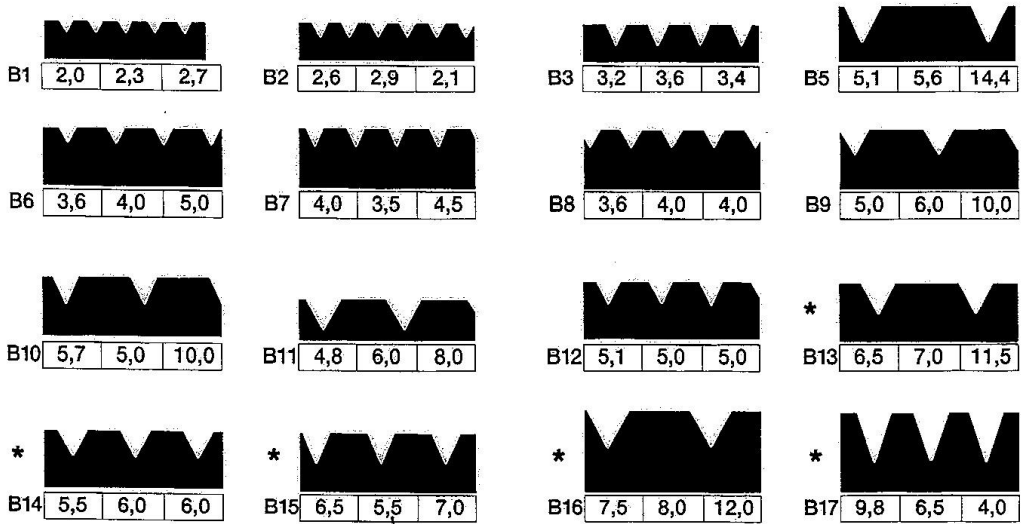 B1 2,0 2,3 2,7
B2 2,6 2,9 2,1
B3 3,2 3,6 3,4
B5 5,1 5,6 14,4
B6 3,6 4,0 5,0
B7 4,0 3,5 4,5
B8 3,6 4,0 4,0
B9 5,0 6,0 10,0
B10 5,7 5,0 10,0
B11 4,8 6,0 8,0
B12 5,1 5,0 5,0
* B13 6,5 7,0 11,5
* B14 5,5 6,0 6,0
* B15 6,5 5,5 7,0
* B16 7,5 8,0 12,0
* B17 9,8 6,5 4,0